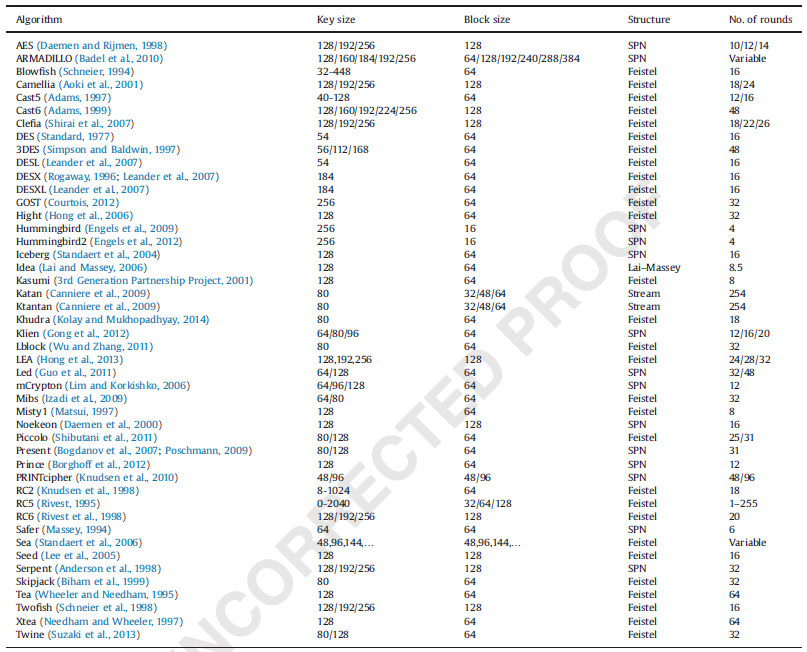 Algorithm Key size Block size Structure No. of rounds
AES (Daemen and Rijmen, 1998) 128/192/256 128 SPN 10/12/14
ARMADILLO (Badel et al., 2010) 128/160/184/192/256 64/128/192/240/288/384 SPN Variable
Blowfish (Schneier, 1994) 32-448 64 Feistel 16
Camellia (Aoki et al., 2001) 128/192/256 128 Feistel 18/24
Cast5 (Adams, 1997) 40-128 64 Feistel 12/16
Cast6 (Adams, 1999) 128/160/192/224/256 128 Feistel 48
Clefia (Shirai et al., 2007) 128/192/256 128 Feistel 18/22/26
DES (Standard, 1977) 54 64 Feistel 16
3DES (Simpson and Baldwin, 1997) 56/112/168 64 Feistel 48
DESL (Leander et al., 2007) 54 64 Feistel 16
DESX (Rogaway, 1996; Leander et al., 2007) 184 64 Feistel 16
DESXL (Leander et al., 2007) 184 64 Feistel 16
GOST (Courtois, 2012) 256 64 Feistel 32
Hight (Hong et al., 2006) 128 64 Feistel 32
Hummingbird (Engels et al., 2009) 256 16 SPN 4
Hummingbird2 (Engels et al., 2012) 256 16 SPN 4
Iceberg (Standaert et al., 2004) 128 64 SPN 16
Idea (Lai and Massey, 2006) 128 64 Lai–Massey 8.5
Kasumi (3rd Generation Partnership Project, 2001) 128 64 Feistel 8
Katan (Canniere et al., 2009) 80 32/48/64 Stream 254
Ktantan (Canniere et al., 2009) 80 32/48/64 Stream 254
Khudra (Kolay and Mukhopadhyay, 2014) 80 64 Feistel 18
Klien (Gong et al., 2012) 64/80/96 64 SPN 12/16/20
Lblock (Wu and Zhang, 2011) 80 64 Feistel 32
LEA (Hong et al., 2013) 128,192,256 128 Feistel 24/28/32
Led (Guo et al., 2011) 64/128 64 SPN 32/48
mCrypton (Lim and Korkishko, 2006) 64/96/128 64 SPN 12
Mibs (Izadi et al., 2009) 64/80 64 Feistel 32
Misty1 (Matsui, 1997) 128 64 Feistel 8
Noekeon (Daemen et al., 2000) 128 128 SPN 16
Piccolo (Shibutani et al., 2011) 80/128 64 Feistel 25/31
Present (Bogdanov et al., 2007; Poschmann, 2009) 80/128 64 SPN 31
Prince (Borghoff et al., 2012) 128 64 SPN 12
PRINTcipher (Knudsen et al., 2010) 48/96 48/96 SPN 48/96
RC2 (Knudsen et al., 1998) 8-1024 64 Feistel 18
RC5 (Rivest, 1995) 0-2040 32/64/128 Feistel 1–255
RC6 (Rivest et al., 1998) 128/192/256 128 Feistel 20
Safer (Massey, 1994) 64 64 SPN 6
Sea (Standaert et al., 2006) 48,96,144,… 48,96,144,… Feistel Variable
Seed (Lee et al., 2005) 128 128 Feistel 16
Serpent (Anderson et al., 1998) 128/192/256 128 SPN 32
Skipjack (Biham et al., 1999) 80 64 Feistel 32
Tea (Wheeler and Needham, 1995) 128 64 Feistel 64
Twofish (Schneier et al., 1998) 128/192/256 128 Feistel 16
Xtea (Needham and Wheeler, 1997) 128 64 Feistel 64
Twine (Suzaki et al., 2013) 80/128 64 Feistel 32
UNCORRECTED PROOF